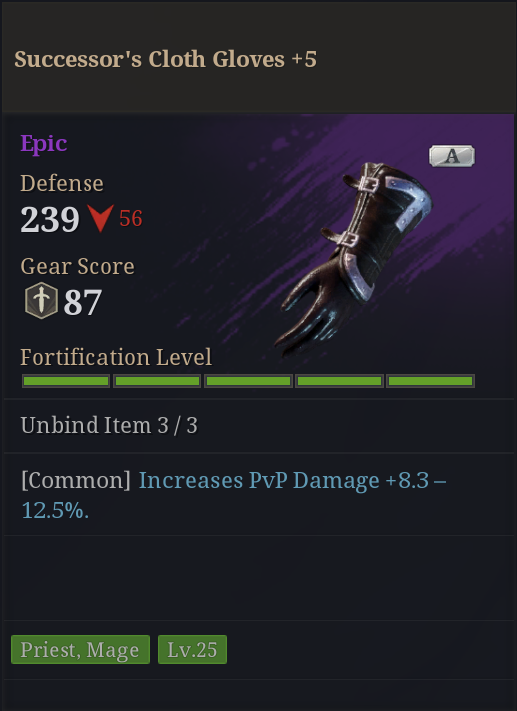 Successor's Cloth Gloves +5
Epic
A
Defense
239 56
Gear Score
87
Fortification Level
Unbind Item 3 / 3
[Common] Increases PvP Damage +8.3 –
12.5%.
Priest, Mage Lv.25